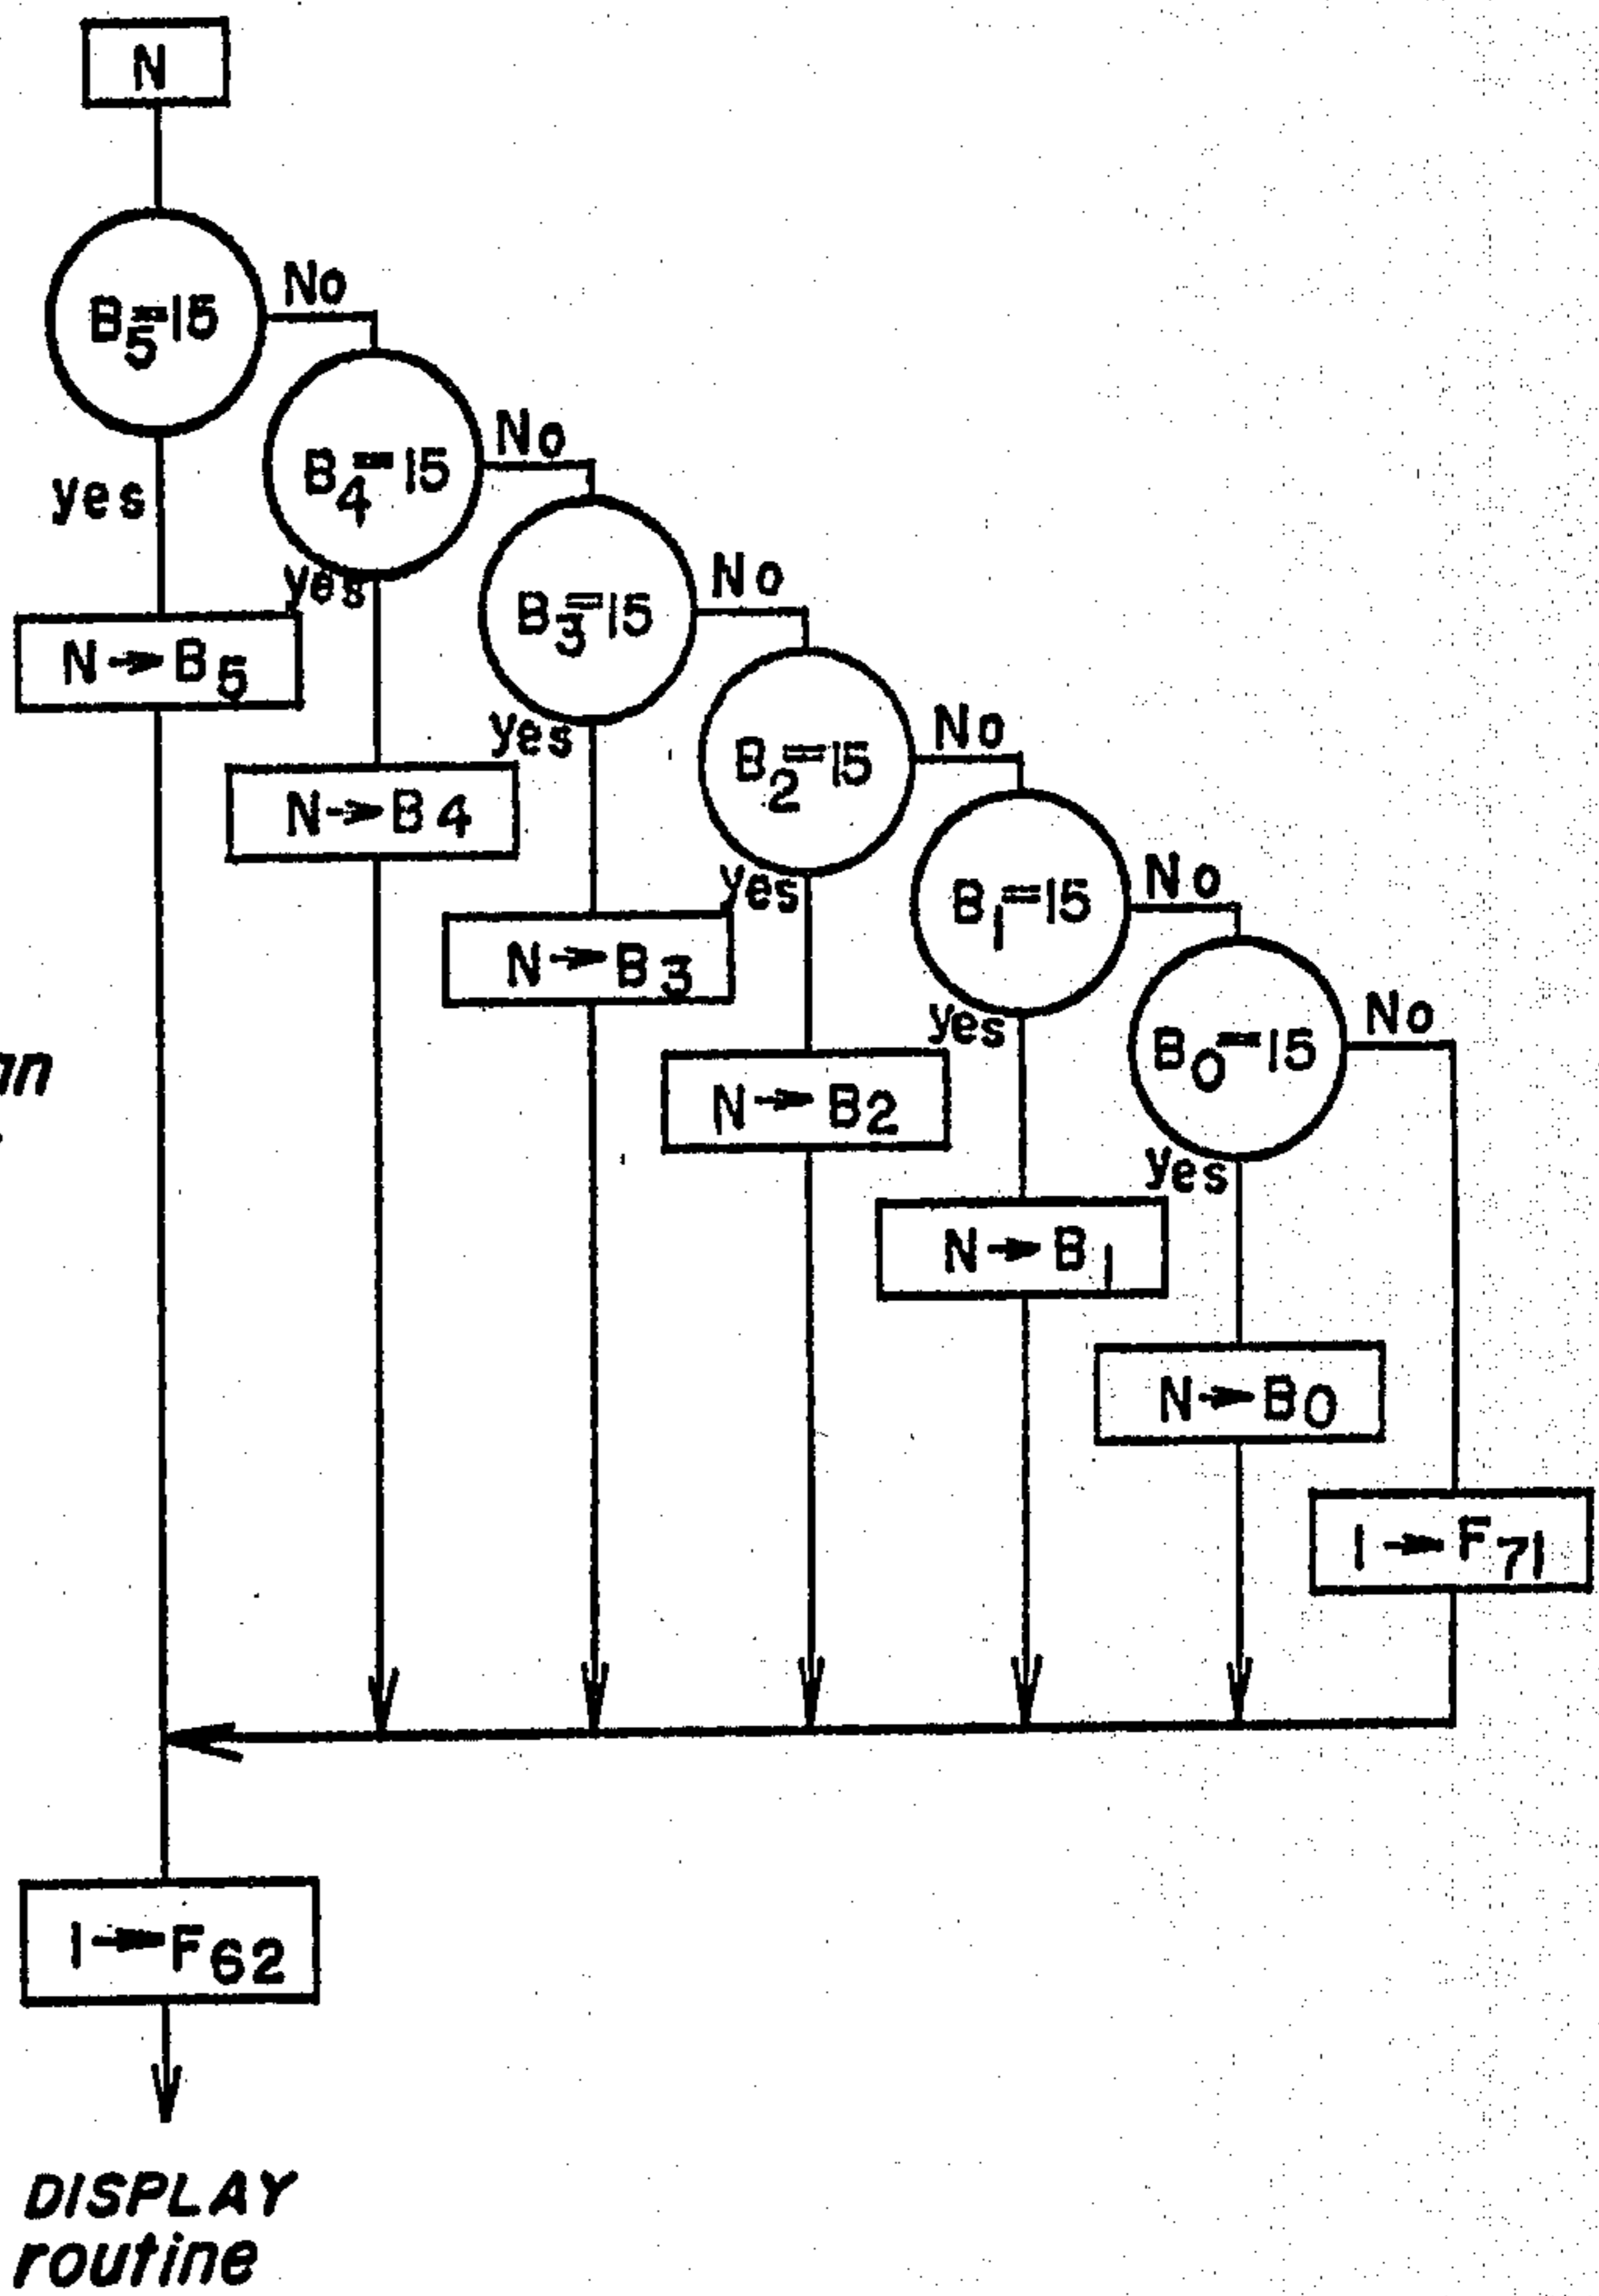 N
B₅=15
No
yes
B₄=15
No
yes
B₃=15
No
yes
B₂=15
No
yes
B₁=15
No
yes
B₀=15
No
yes
N→B₅
N→B₄
N→B₃
N→B₂
N→B₁
N→B₀
1→F₇₁
1→F₆₂
DISPLAY
routine